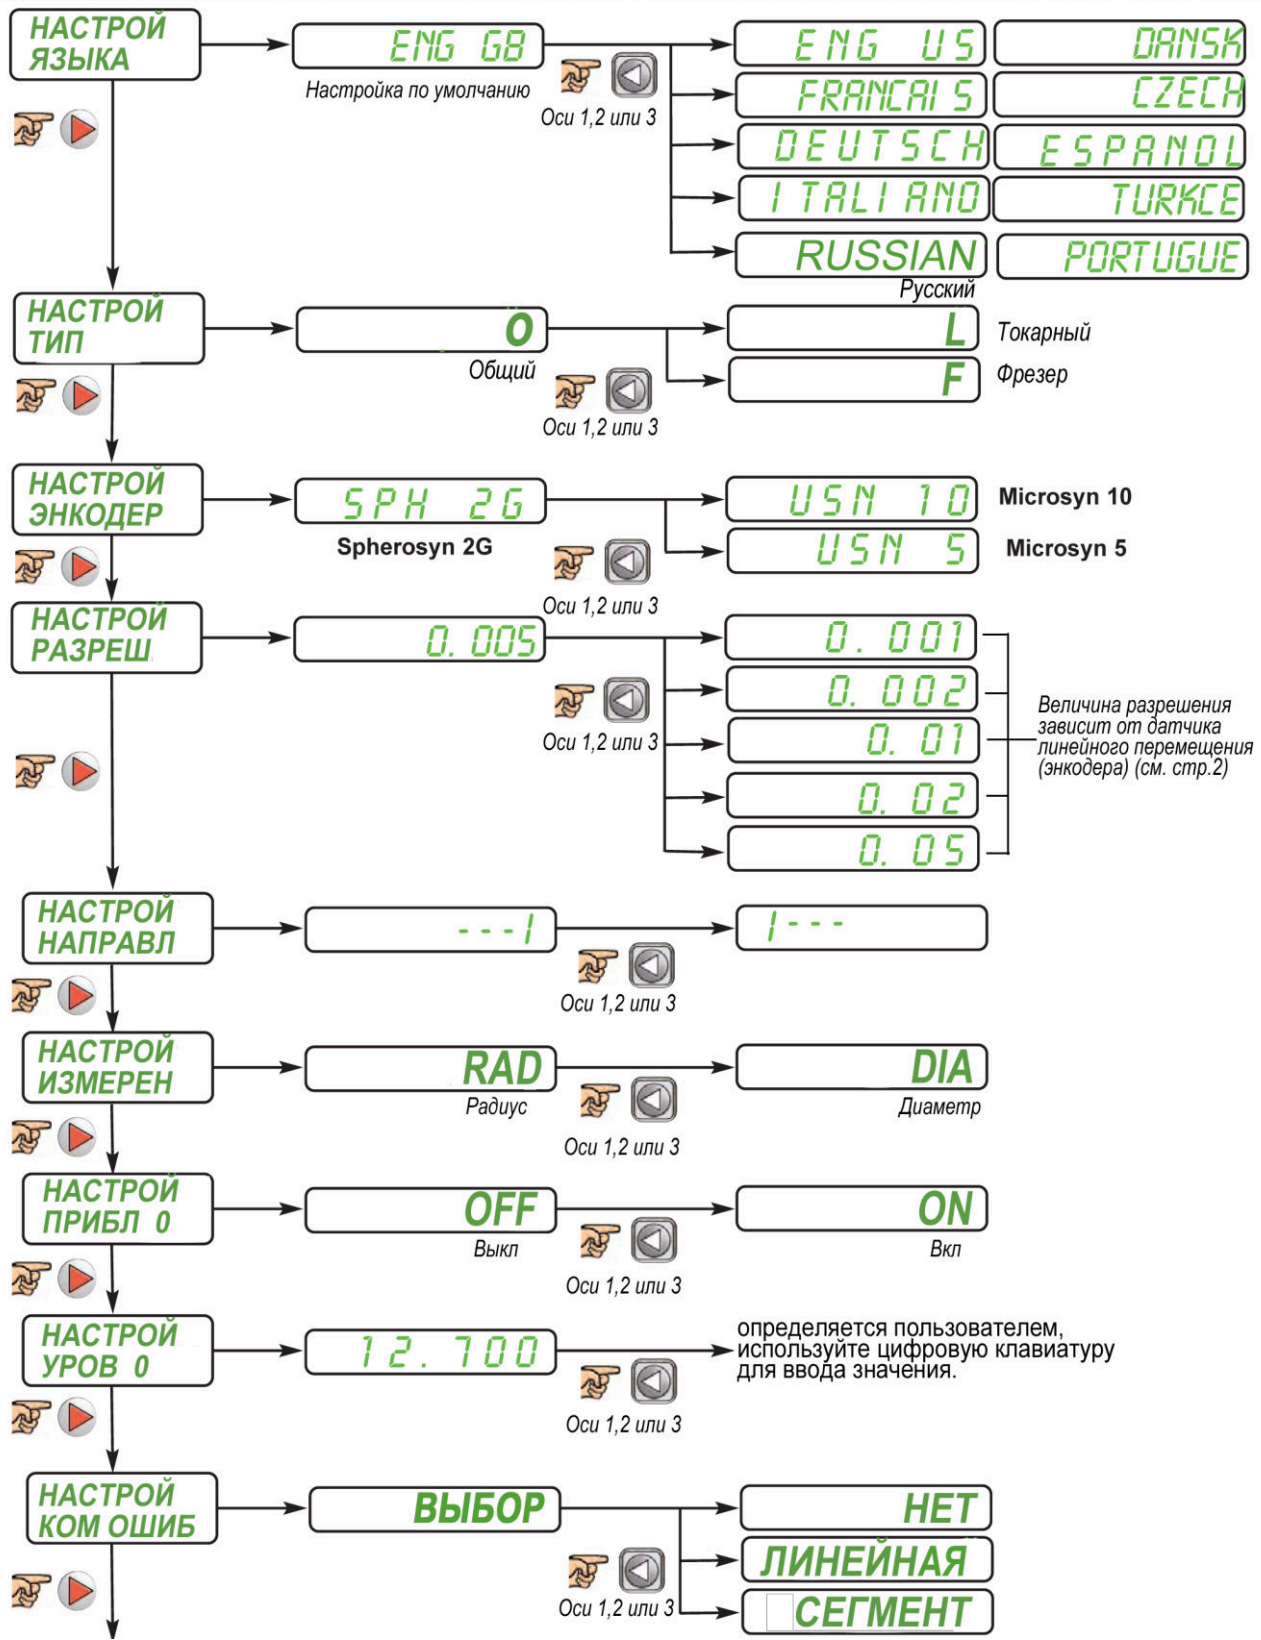 НАСТРОЙ
ЯЗЫКА
ENG GB
Настройка по умолчанию
Оси 1,2 или 3
ENG US
DANSK
FRANCAIS
CZECH
DEUTSCH
ESPANOL
ITALIANO
TURKCE
RUSSIAN
Русский
PORTUGUE
НАСТРОЙ
ТИП
О
Общий
Оси 1,2 или 3
L
Токарный
F
Фрезер
НАСТРОЙ
ЭНКОДЕР
SPH 2G
Spherosyn 2G
Оси 1,2 или 3
USN 10
Microsyn 10
USN 5
Microsyn 5
НАСТРОЙ
РАЗРЕШ
0.005
Оси 1,2 или 3
0.001
0.002
0.01
0.02
0.05
Величина разрешения
зависит от датчика
линейного перемещения
(энкодера) (см. стр.2)
НАСТРОЙ
НАПРАВЛ
---I
Оси 1,2 или 3
I---
НАСТРОЙ
ИЗМЕРЕН
RAD
Радиус
Оси 1,2 или 3
DIA
Диаметр
НАСТРОЙ
ПРИБЛ 0
OFF
Выкл
Оси 1,2 или 3
ON
Вкл
НАСТРОЙ
УРОВ 0
12.700
Оси 1,2 или 3
определяется пользователем,
используйте цифровую клавиатуру
для ввода значения.
НАСТРОЙ
КОМ ОШИБ
ВЫБОР
Оси 1,2 или 3
НЕТ
ЛИНЕЙНАЯ
СЕГМЕНТ